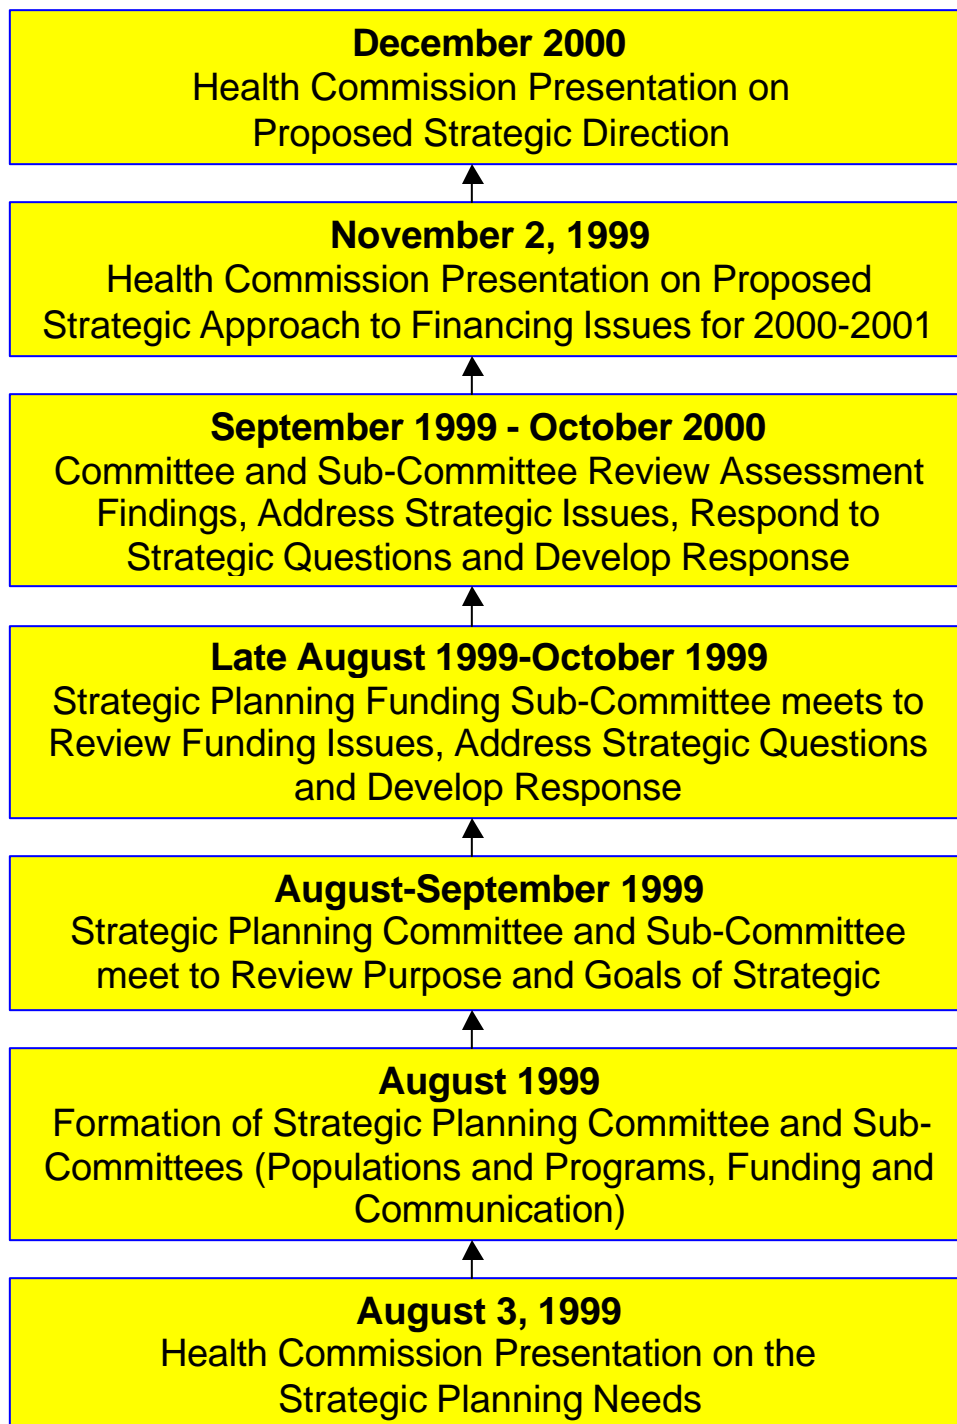 December 2000
Health Commission Presentation on
Proposed Strategic Direction
November 2, 1999
Health Commission Presentation on Proposed
Strategic Approach to Financing Issues for 2000-2001
September 1999 - October 2000
Committee and Sub-Committee Review Assessment
Findings, Address Strategic Issues, Respond to
Strategic Questions and Develop Response
Late August 1999-October 1999
Strategic Planning Funding Sub-Committee meets to
Review Funding Issues, Address Strategic Questions
and Develop Response
August-September 1999
Strategic Planning Committee and Sub-Committee
meet to Review Purpose and Goals of Strategic
August 1999
Formation of Strategic Planning Committee and Sub-
Committees (Populations and Programs, Funding and
Communication)
August 3, 1999
Health Commission Presentation on the
Strategic Planning Needs